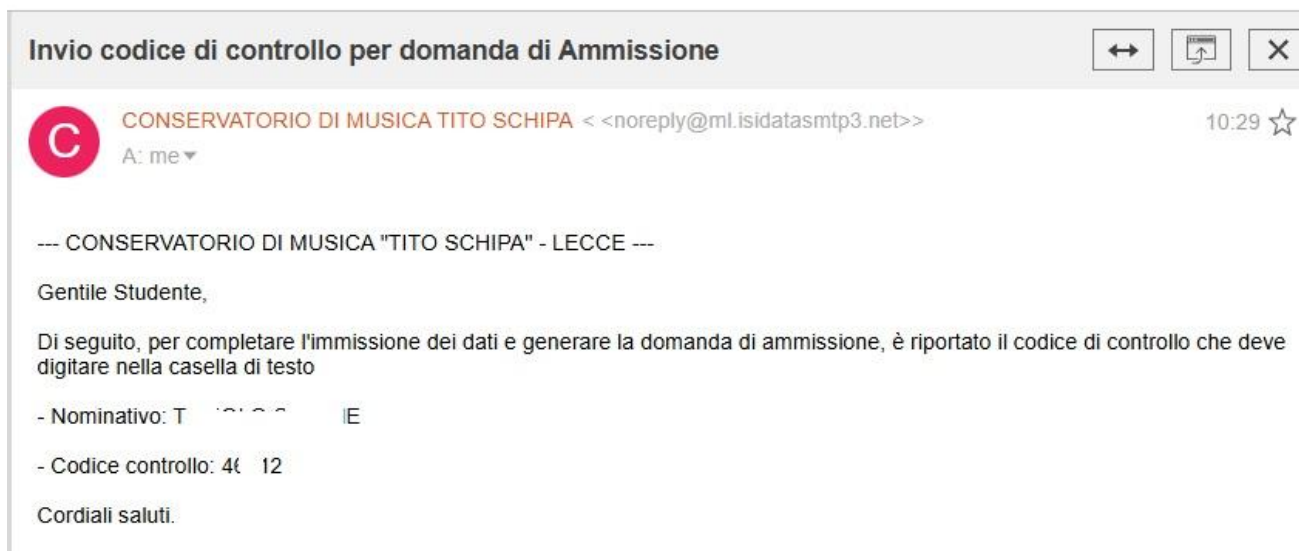 Invio codice di controllo per domanda di Ammissione
C
CONSERVATORIO DI MUSICA TITO SCHIPA < <noreply@ml.isidatasmtp3.net>>
10:29
A: me
--- CONSERVATORIO DI MUSICA "TITO SCHIPA" - LECCE ---
Gentile Studente,
Di seguito, per completare l'immissione dei dati e generare la domanda di ammissione, è riportato il codice di controllo che deve
digitare nella casella di testo
- Nominativo:
- Codice controllo:
Cordiali saluti.